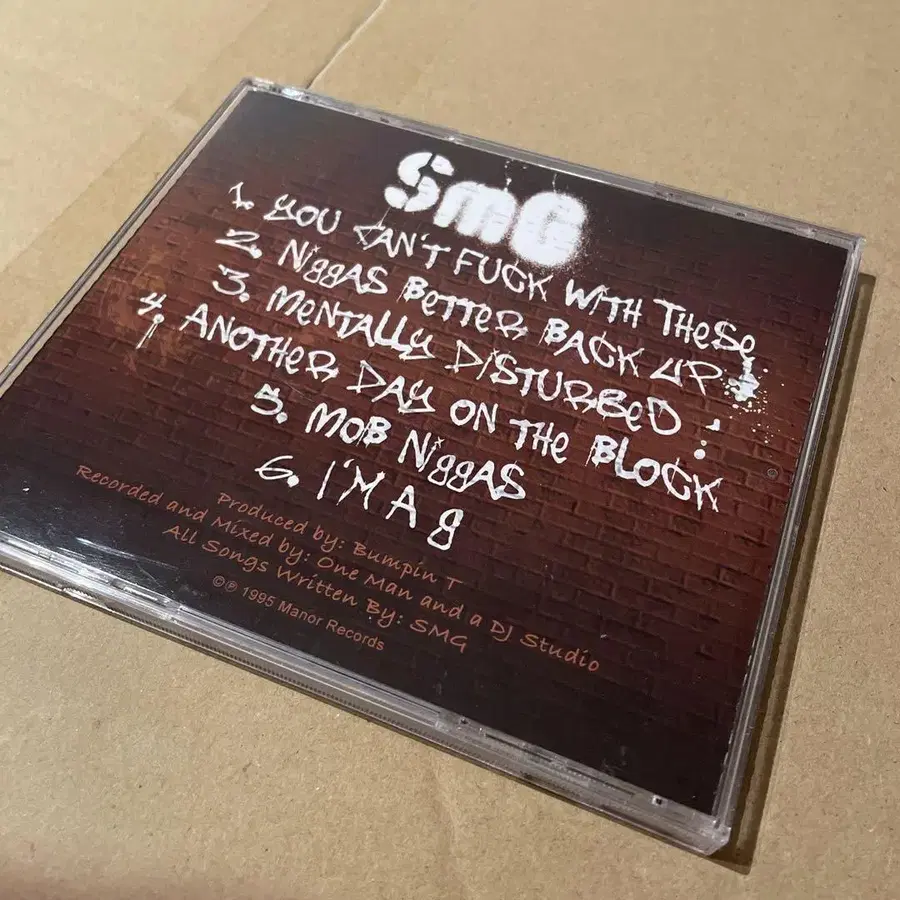 SMG
1. YOU CAN'T FUCK WITH THESE
2. NiggAS BETTER BACK UP
3. MENTALLY DISTURBED
4. ANOTHER DAY ON THE BLOCK
5. MOB NiggAS
6. I'M A g
Produced by: Bumpin T
Recorded and Mixed by: One Man and a DJ Studio
All Songs Written By: SMG
©℗ 1995 Manor Records